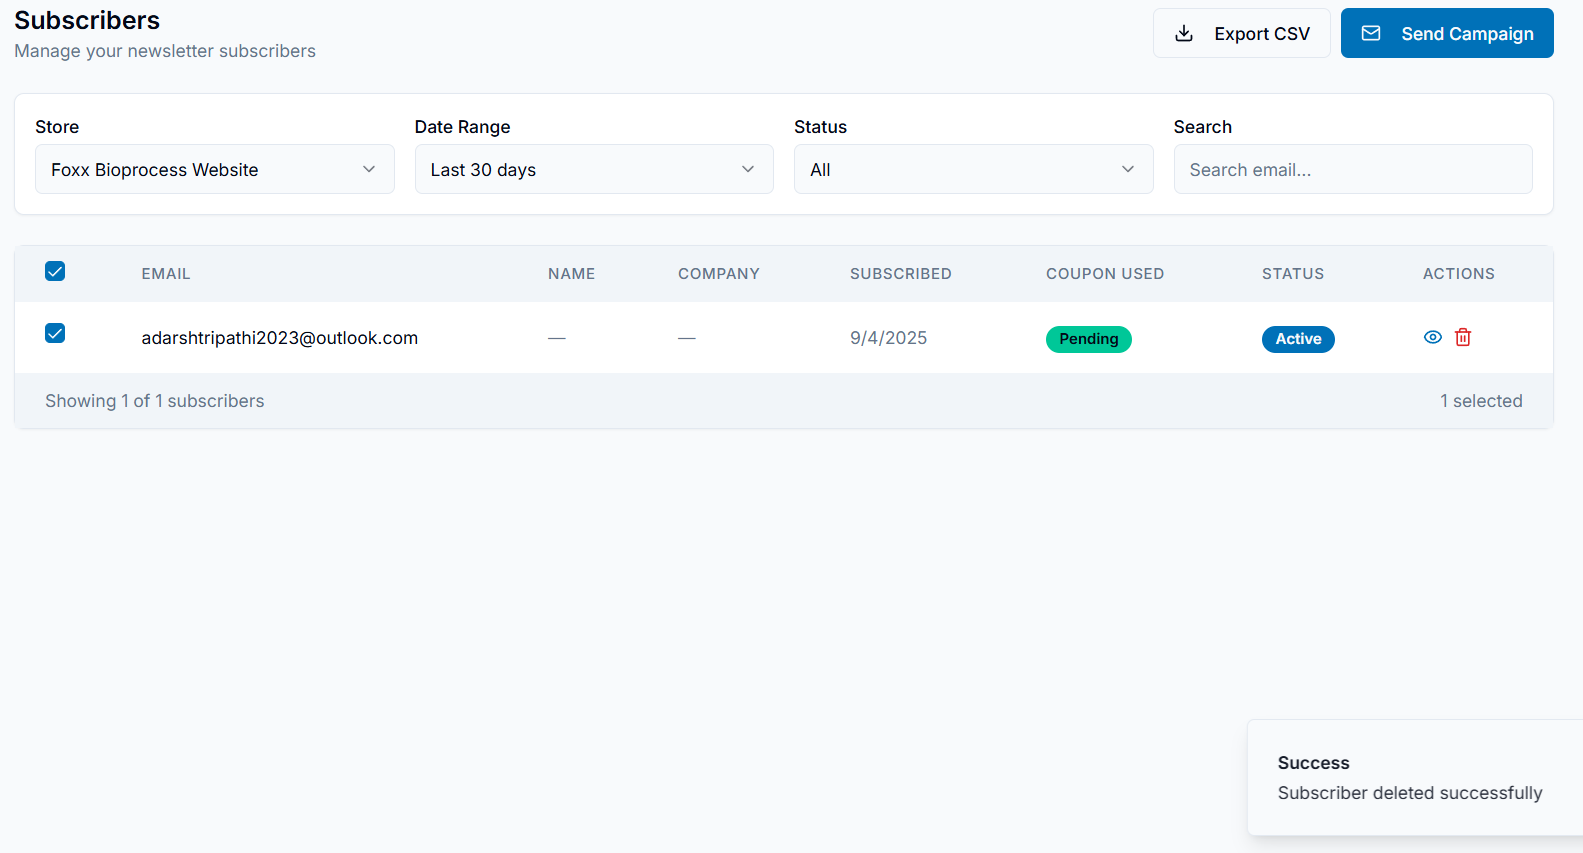 Subscribers
Manage your newsletter subscribers
Export CSV
Send Campaign
Store
Date Range
Status
Search
Foxx Bioprocess Website
Last 30 days
All
Search email...
EMAIL NAME COMPANY SUBSCRIBED COUPON USED STATUS ACTIONS
adarshtripathi2023@outlook.com — — 9/4/2025 Pending Active
Showing 1 of 1 subscribers
1 selected
Success
Subscriber deleted successfully